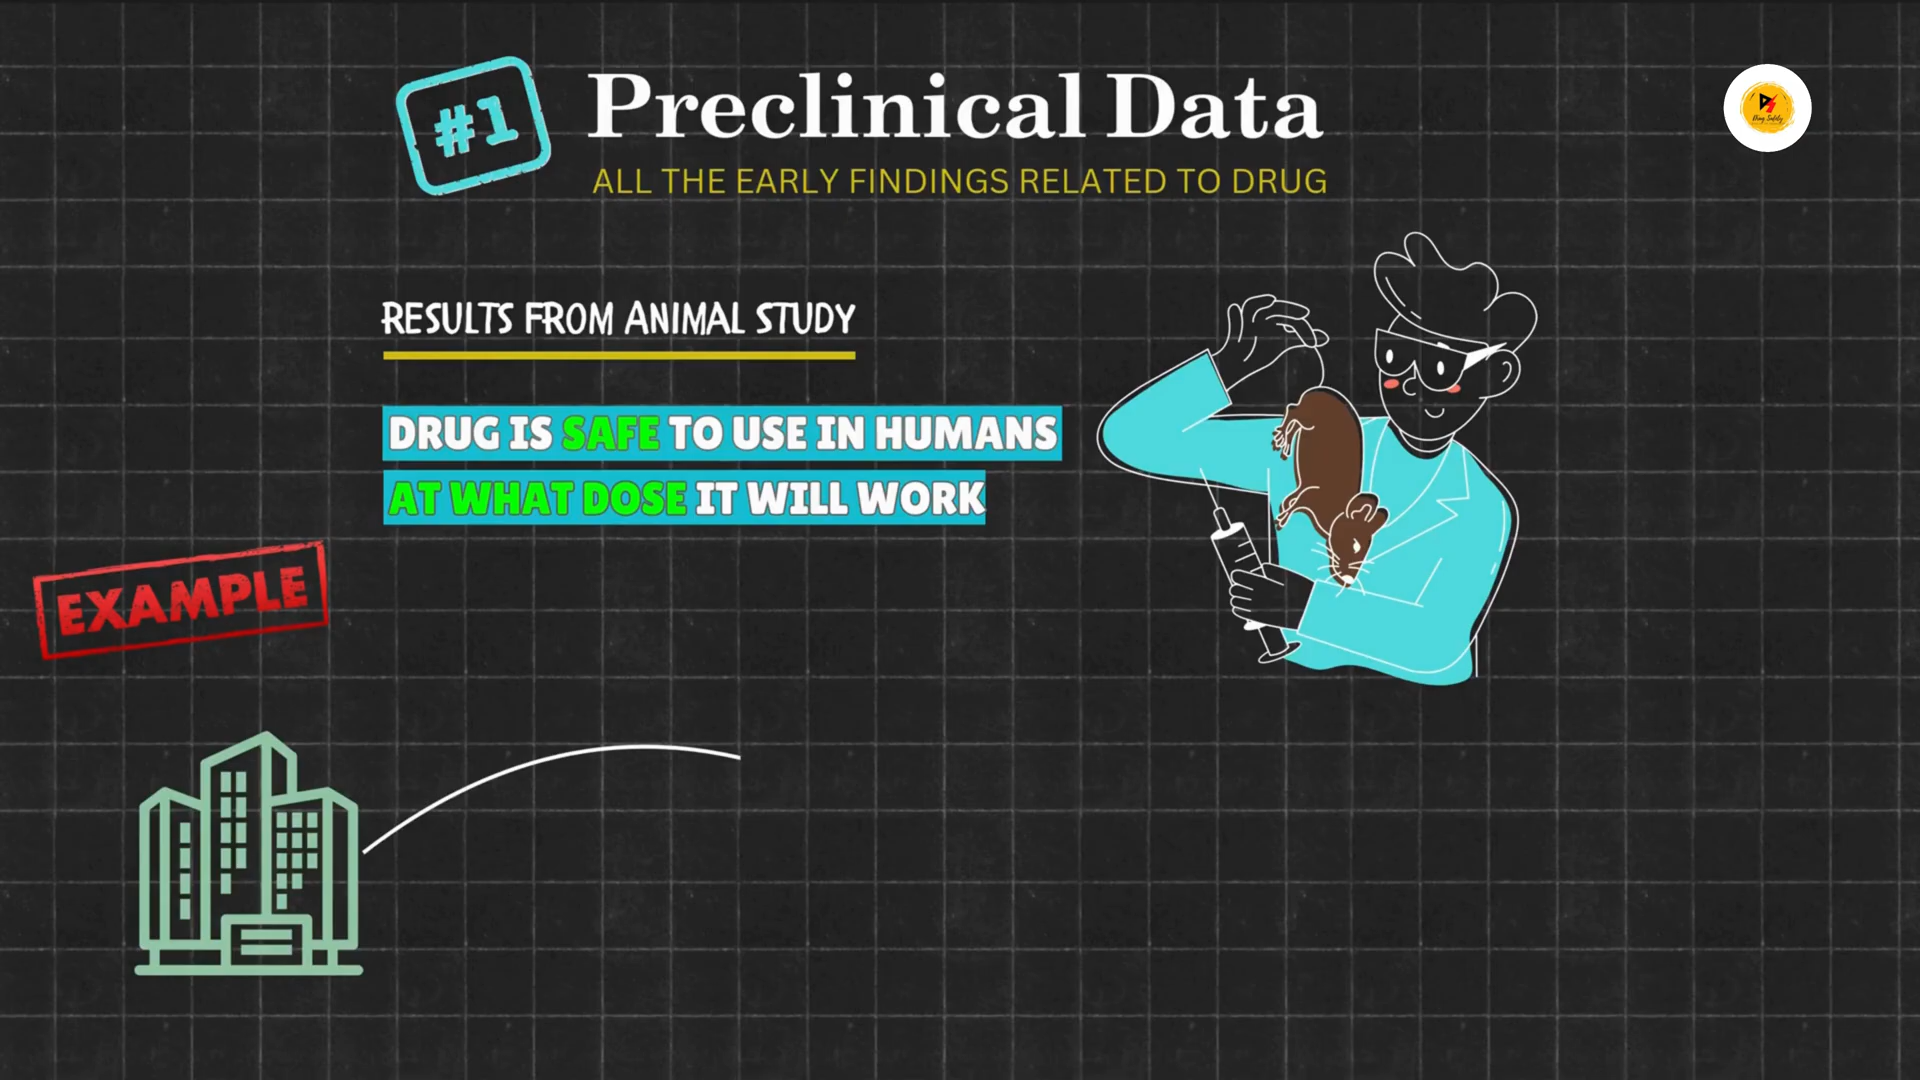 #1
Preclinical Data
ALL THE EARLY FINDINGS RELATED TO DRUG
RESULTS FROM ANIMAL STUDY
DRUG IS SAFE TO USE IN HUMANS
AT WHAT DOSE IT WILL WORK
EXAMPLE